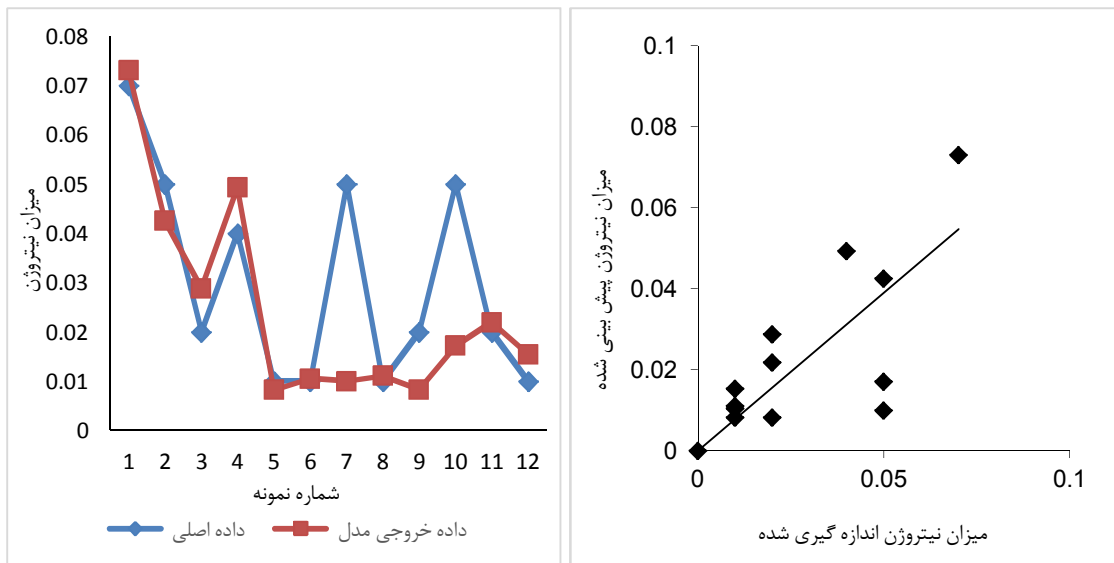 0.08
0.07
0.06
0.05
0.04
0.03
0.02
0.01
0
میزان نیتروژن
1 2 3 4 5 6 7 8 9 10 11 12
شماره نمونه
داده اصلی
داده خروجی مدل
0.1
0.08
0.06
0.04
0.02
0
میزان نیتروژن پیش بینی شده
0 0.05 0.1
میزان نیتروژن اندازه گیری شده